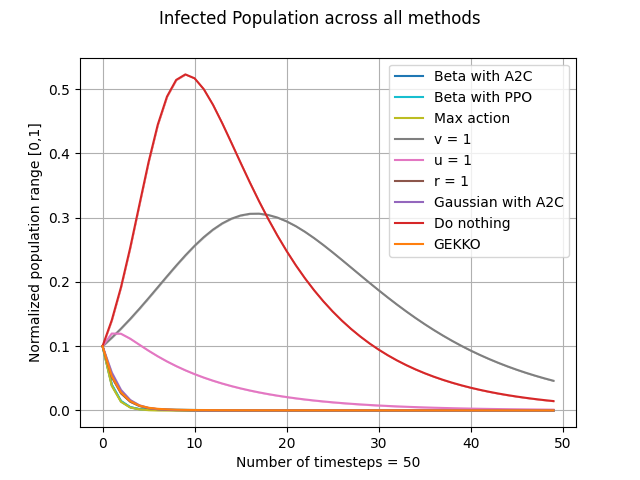 Infected Population across all methods
Normalized population range [0,1]
0.5
0.4
0.3
0.2
0.1
0.0
Beta with A2C
Beta with PPO
Max action
v = 1
u = 1
r = 1
Gaussian with A2C
Do nothing
GEKKO
0 10 20 30 40 50
Number of timesteps = 50